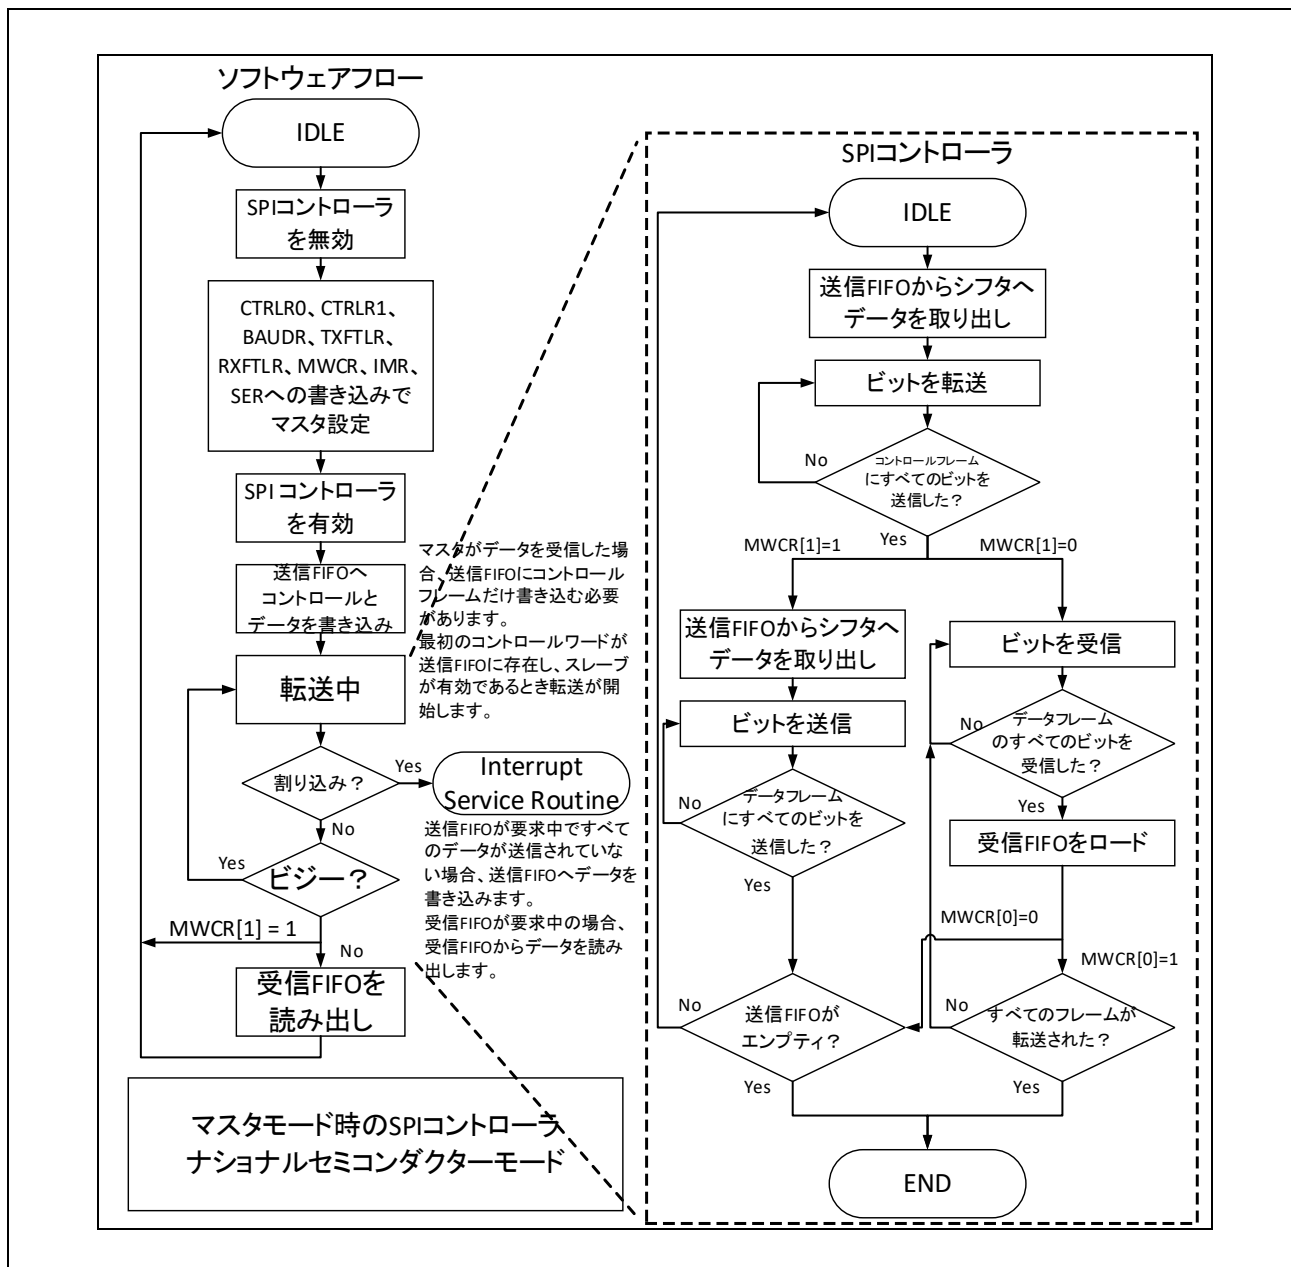 ソフトウェアフロー
IDLE
SPIコントローラ
を無効
CTRLR0、CTRLR1、
BAUDR、TXFTLR、
RXFTLR、MWCR、IMR、
SERへの書き込みで
マスタ設定
SPI コントローラ
を有効
送信FIFOへ
コントロールと
データを書き込み
マスタがデータを受信した場
合、送信FIFOにコントロール
フレームだけ書き込む必要
があります。
最初のコントロールワードが
送信FIFOに存在し、スレーブ
が有効であるとき転送が開
始します。
転送中
割り込み？
Yes
Interrupt
Service Routine
No
送信FIFOが要求中ですべて
のデータが送信されていな
い場合、送信FIFOへデータを
書き込みます。
受信FIFOが要求中の場合、
受信FIFOからデータを読み
出します。
Yes
ビジー？
MWCR[1] = 1
No
受信FIFOを
読み出し
マスタモード時のSPIコントローラ
ナショナルセミコンダクターモード
SPIコントローラ
IDLE
送信FIFOからシフタへ
データを取り出し
ビットを転送
No
コントロールフレーム
にすべてのビットを
送信した？
MWCR[1]=1
Yes
MWCR[1]=0
送信FIFOからシフタへ
データを取り出し
ビットを送信
No
データフレーム
にすべてのビットを
送信した？
Yes
ビットを受信
No
データフレーム
のすべてのビットを
受信した？
Yes
受信FIFOをロード
MWCR[0]=0
MWCR[0]=1
No
送信FIFOが
エンプティ？
Yes
No
すべてのフレームが
転送された？
Yes
END